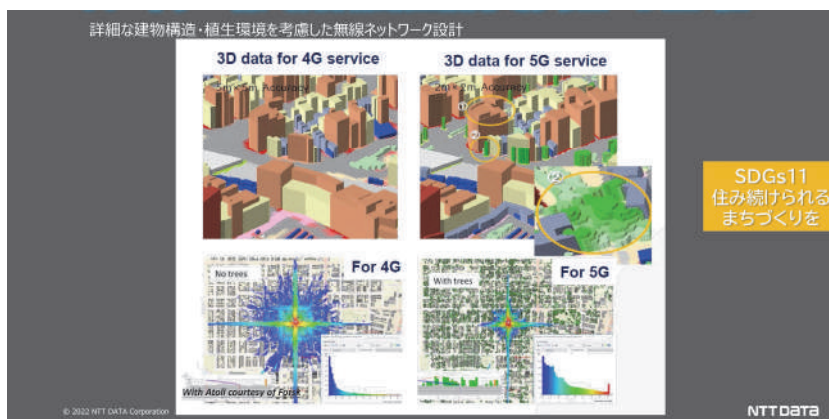 詳細な建物構造・植生環境を考慮した無線ネットワーク設計
3D data for 4G service
3D data for 5G service
5m × 5m Accuracy
2m × 2m Accuracy
SDGs11
住み続けられる
まちづくりを
No trees
For 4G
With trees
For 5G
With Atoll courtesy of Forsk
© 2022 NTT DATA Corporation
NTT DATA